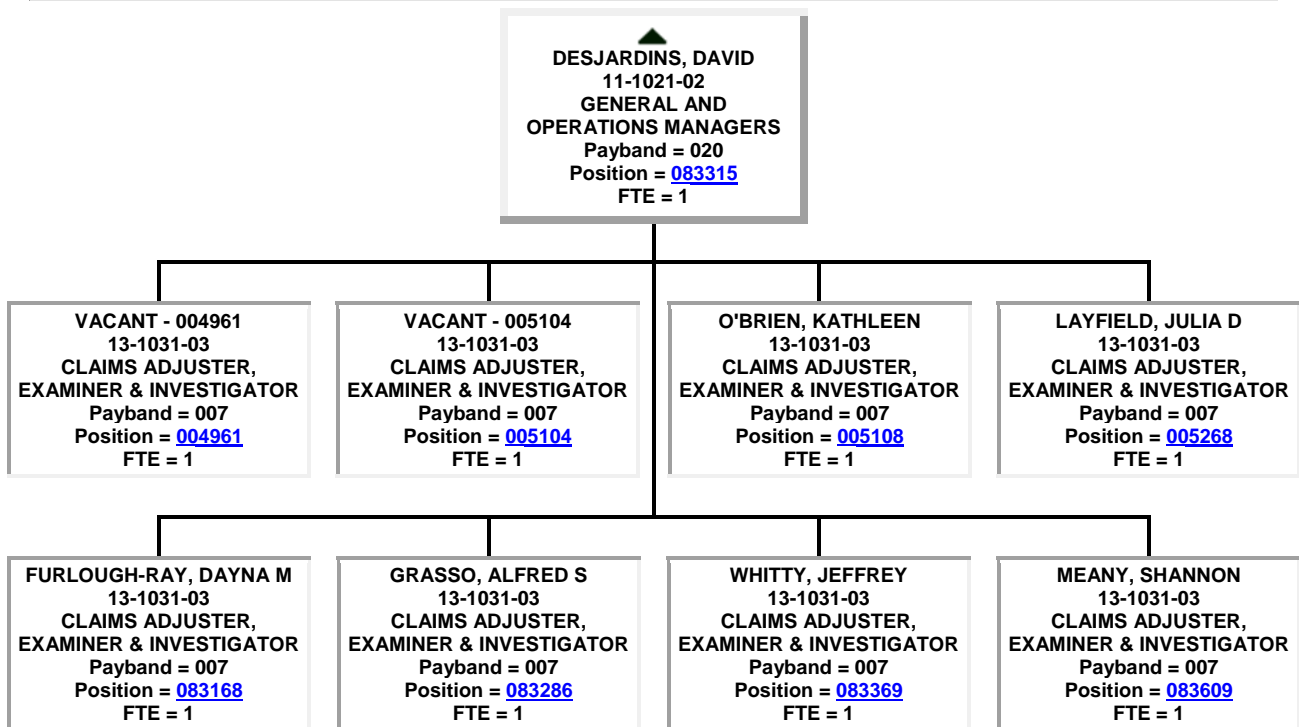 DESJARDINS, DAVID
11-1021-02
GENERAL AND
OPERATIONS MANAGERS
Payband = 020
Position = 083315
FTE = 1
VACANT - 004961
13-1031-03
CLAIMS ADJUSTER,
EXAMINER & INVESTIGATOR
Payband = 007
Position = 004961
FTE = 1
VACANT - 005104
13-1031-03
CLAIMS ADJUSTER,
EXAMINER & INVESTIGATOR
Payband = 007
Position = 005104
FTE = 1
O'BRIEN, KATHLEEN
13-1031-03
CLAIMS ADJUSTER,
EXAMINER & INVESTIGATOR
Payband = 007
Position = 005108
FTE = 1
LAYFIELD, JULIA D
13-1031-03
CLAIMS ADJUSTER,
EXAMINER & INVESTIGATOR
Payband = 007
Position = 005268
FTE = 1
FURLOUGH-RAY, DAYNA M
13-1031-03
CLAIMS ADJUSTER,
EXAMINER & INVESTIGATOR
Payband = 007
Position = 083168
FTE = 1
GRASSO, ALFRED S
13-1031-03
CLAIMS ADJUSTER,
EXAMINER & INVESTIGATOR
Payband = 007
Position = 083286
FTE = 1
WHITTY, JEFFREY
13-1031-03
CLAIMS ADJUSTER,
EXAMINER & INVESTIGATOR
Payband = 007
Position = 083369
FTE = 1
MEANY, SHANNON
13-1031-03
CLAIMS ADJUSTER,
EXAMINER & INVESTIGATOR
Payband = 007
Position = 083609
FTE = 1